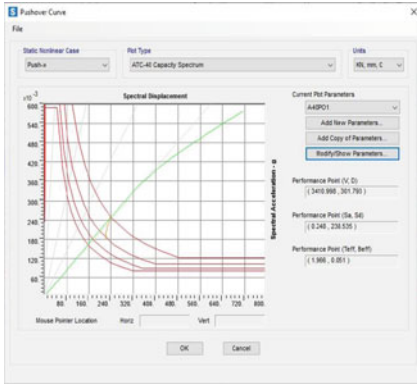 Pushover Curve
File
Static Nonlinear Case
Plot Type
Units
Push-x
ATC-40 Capacity Spectrum
KN, mm, C
x10 -3
Spectral Displacement
Current Plot Parameters
A40PO1
Add New Parameters...
Add Copy of Parameters...
Modify/Show Parameters...
600.
540.
480.
420.
360.
300.
240.
180.
120.
60.
Spectral Acceleration - g
Performance Point (V, D)
( 3410.998 , 301.793 )
Performance Point (Sa, Sd)
( 0.248 , 238.535 )
Performance Point (Teff, Beff)
( 1.966 , 0.051 )
80. 160. 240. 320. 400. 480. 560. 640. 720. 800.
Mouse Pointer Location Horiz Vert
OK Cancel